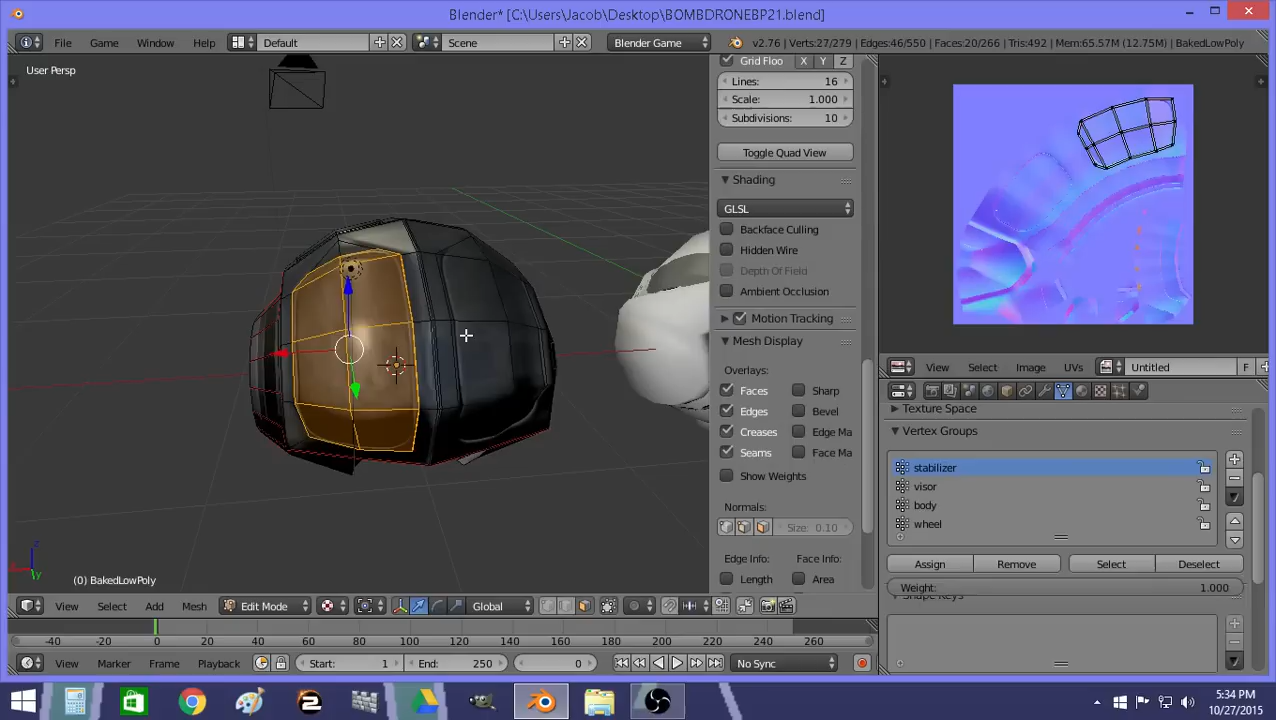 Blender* [C:\Users\Jacob\Desktop\BOMBDRONEBP21.blend]
File Game Window Help Default Scene Blender Game v2.76 | Verts:27/279 | Edges:46/550 | Faces:20/266 | Tris:492 | Mem:65.57M (12.75M) | BakedLowPoly
User Persp
Grid Floo X Y Z
Lines: 16
Scale: 1.000
Subdivisions: 10
Toggle Quad View
Shading
GLSL
Backface Culling
Hidden Wire
Depth Of Field
Ambient Occlusion
Motion Tracking
Mesh Display
Overlays:
Faces Sharp
Edges Bevel
Creases Edge Ma
Seams Face Ma
Show Weights
Normals:
Size: 0.10
Edge Info: Face Info:
Length Area
View Select Image UVs Untitled F
Texture Space
Vertex Groups
stabilizer
visor
body
wheel
Assign Remove Select Deselect
Weight: 1.000
Shape Keys
z
y
(0) BakedLowPoly
View Select Add Mesh Edit Mode Global
-40 -20 0 20 40 60 80 100 120 140 160 180 200 220 240 260
View Marker Frame Playback Start: 1 End: 250 0 No Sync
5:34 PM
10/27/2015